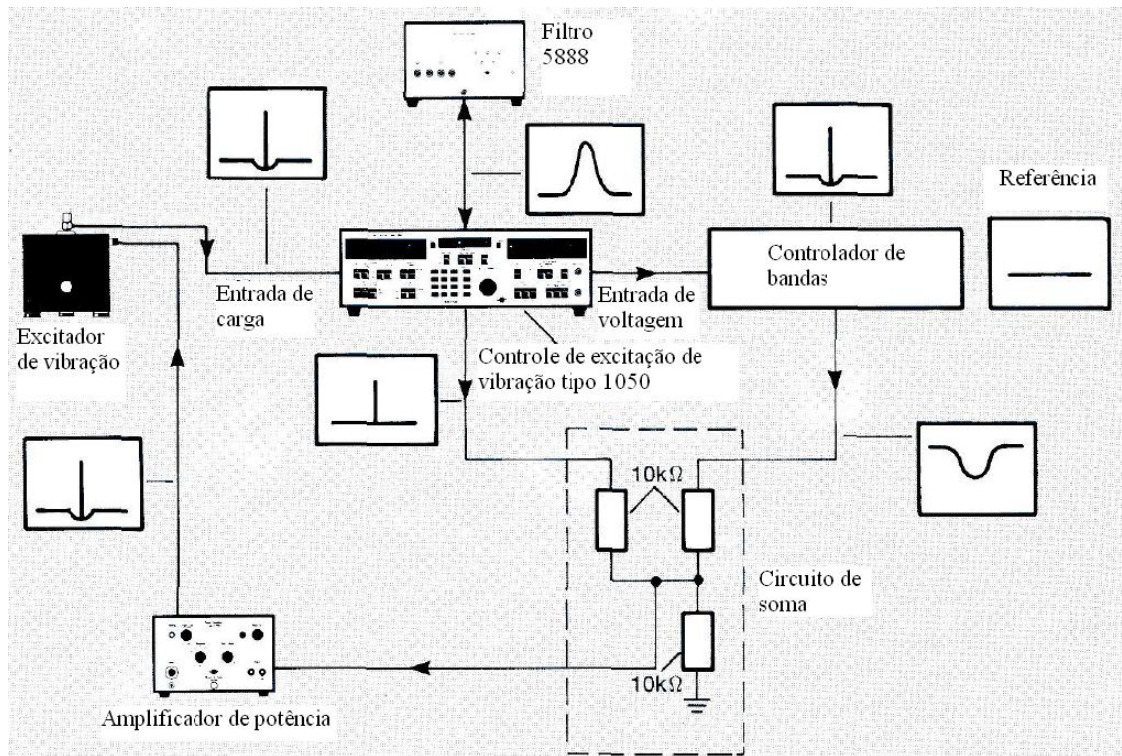 Filtro
5888
Referência
Controlador de
bandas
Entrada de
carga
Entrada de
voltagem
Excitador
de vibração
Controle de excitação de
vibração tipo 1050
10kΩ
Circuito de
soma
10kΩ
Amplificador de potência